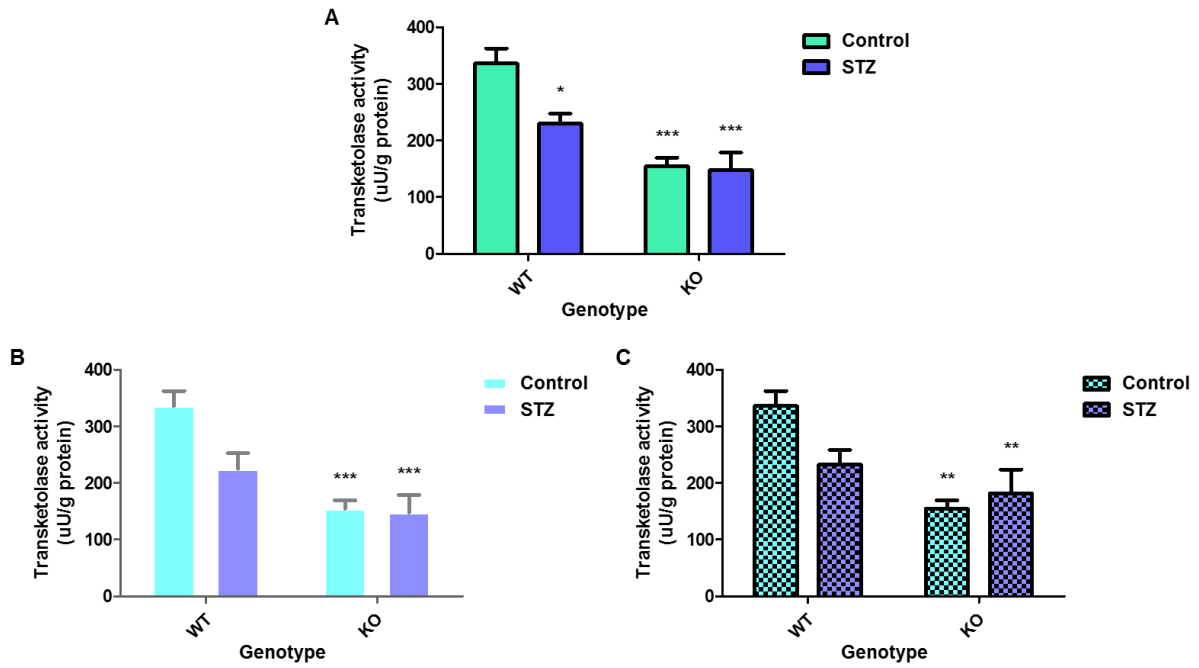 A
Transketolase activity
(uU/g protein)
400
300
200
100
0
*
***
***
WT
KO
Genotype
Control
STZ
B
Transketolase activity
(uU/g protein)
400
300
200
100
0
***
***
WT
KO
Genotype
Control
STZ
C
Transketolase activity
(uU/g protein)
400
300
200
100
0
**
**
WT
KO
Genotype
Control
STZ